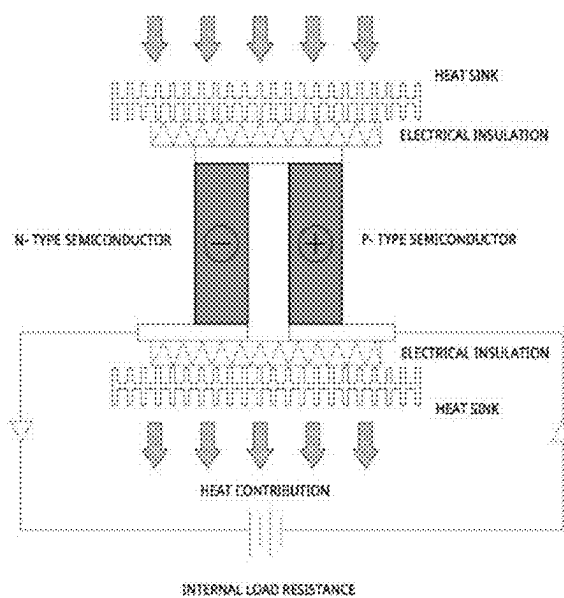 HEAT SINK
ELECTRICAL INSULATION
N- TYPE SEMICONDUCTOR
P- TYPE SEMICONDUCTOR
ELECTRICAL INSULATION
HEAT SINK
HEAT CONTRIBUTION
INTERNAL LOAD RESISTANCE